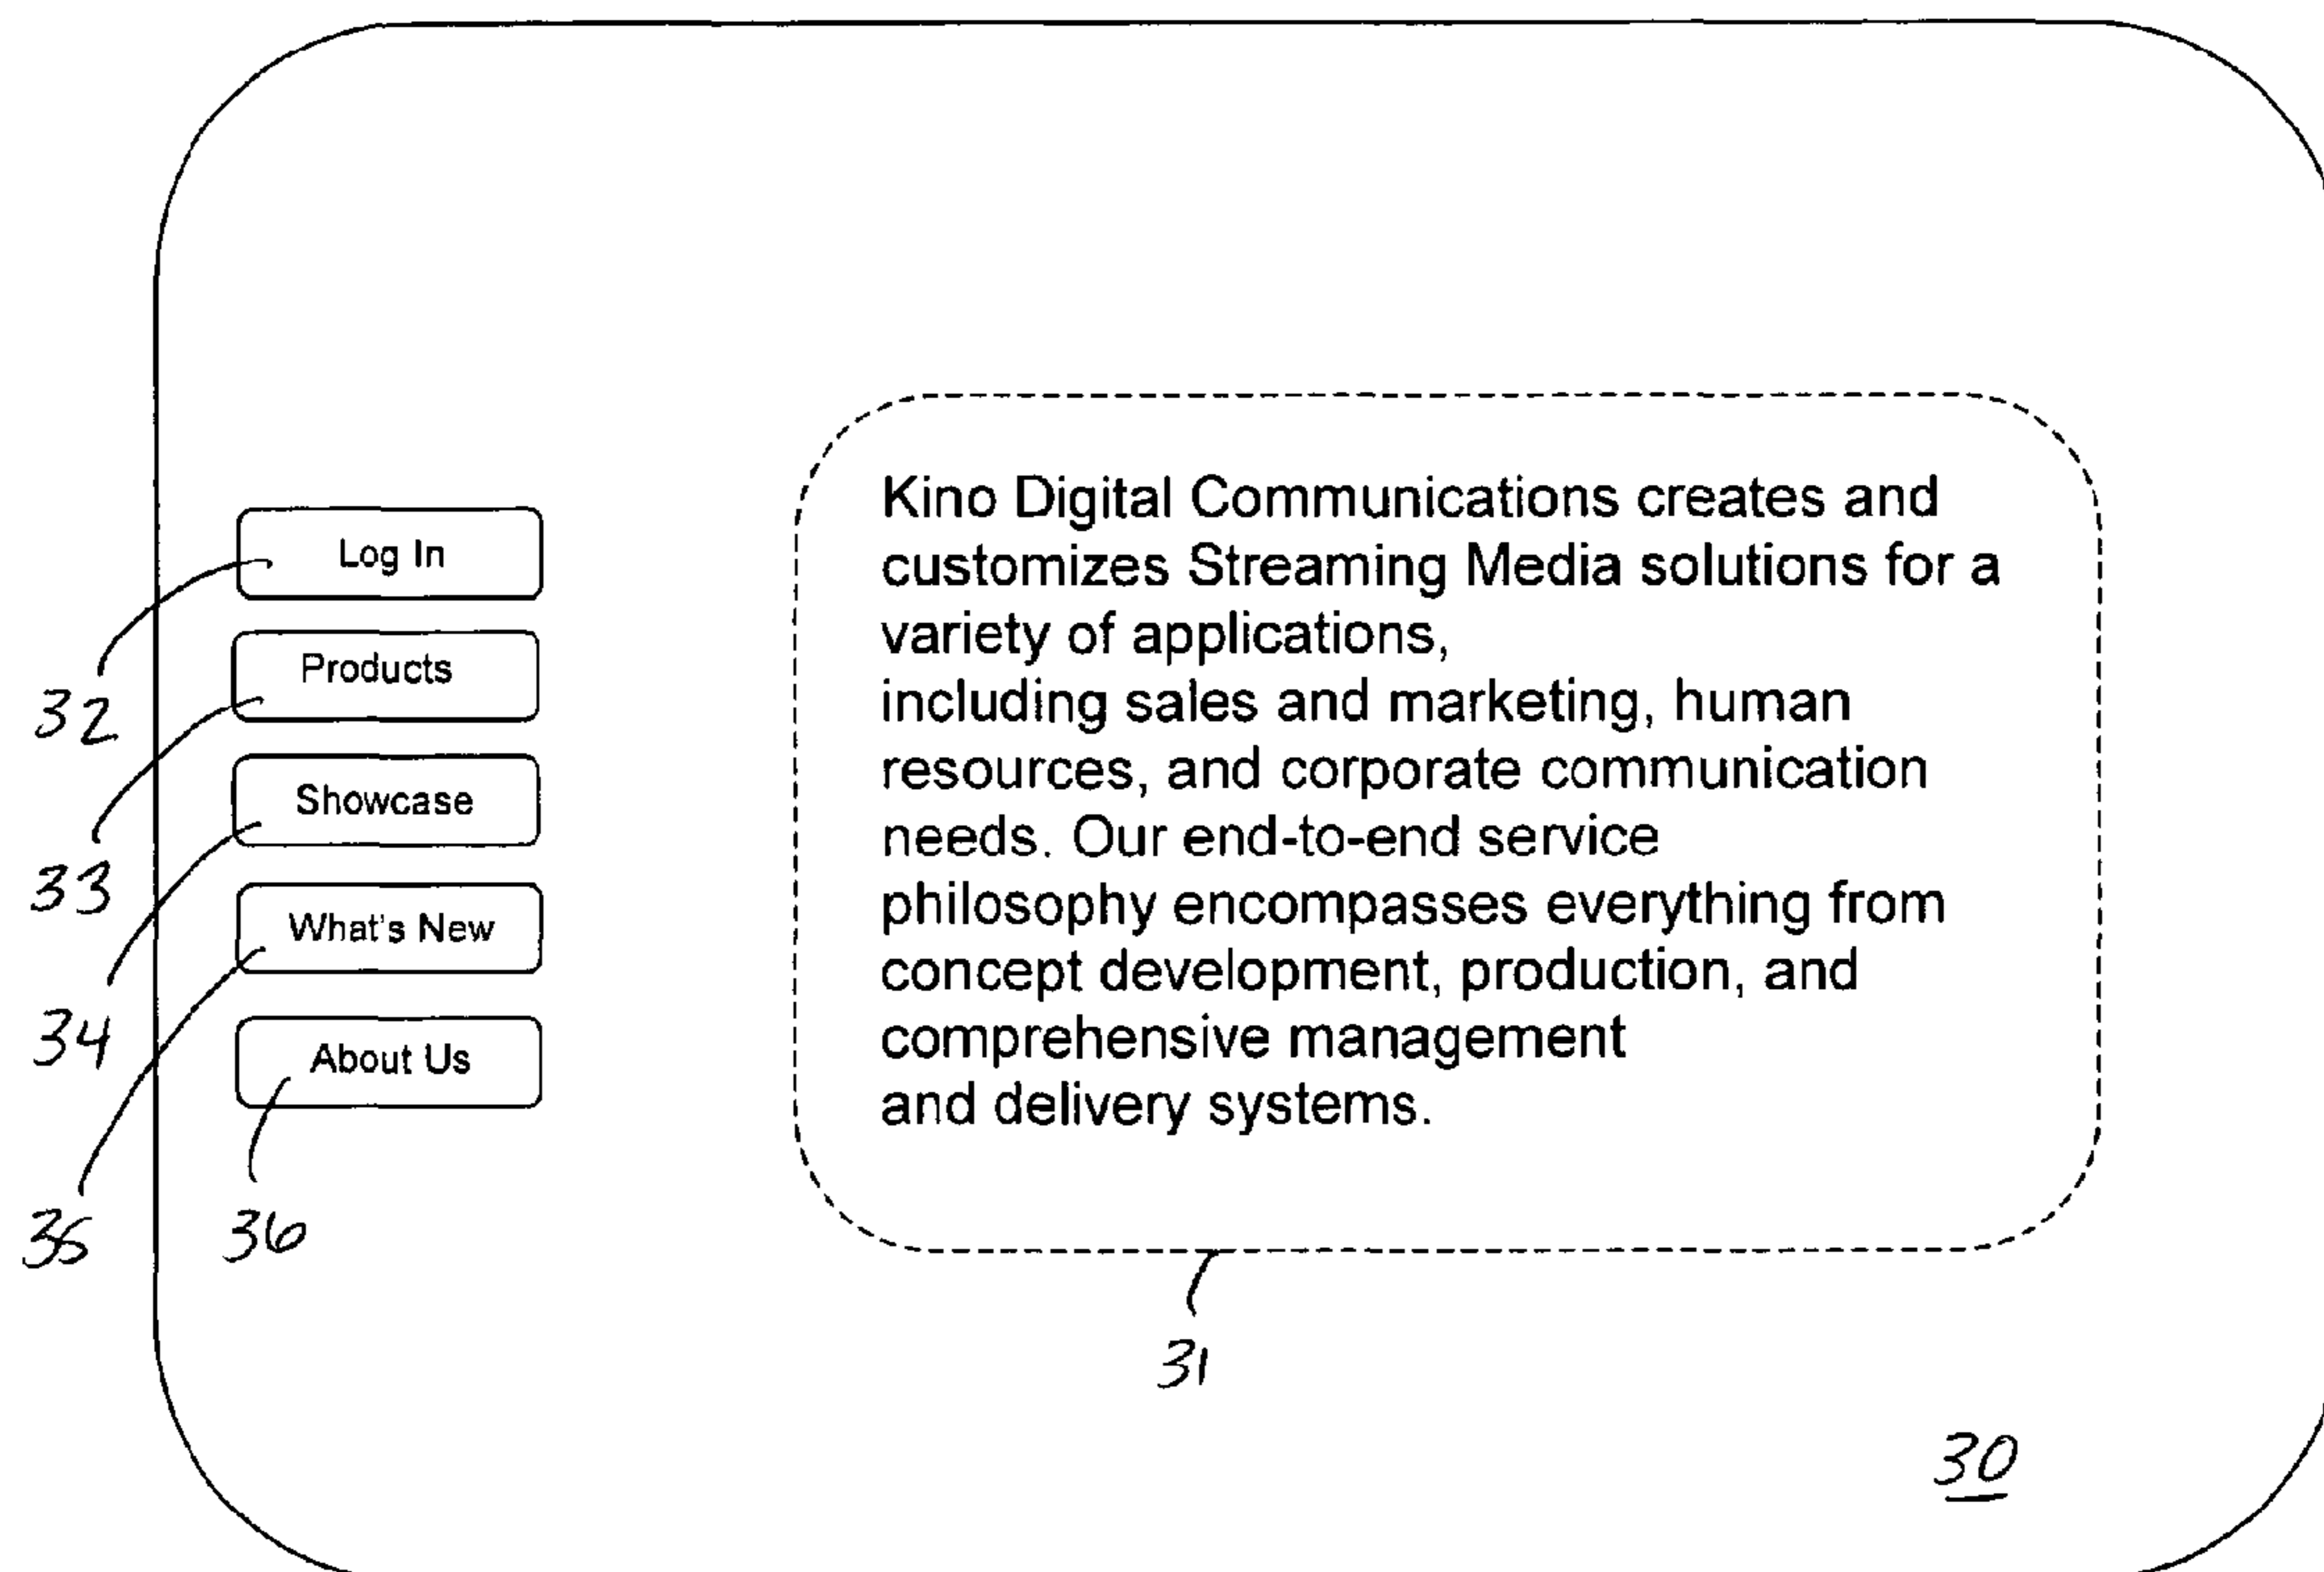 Log In
Products
Showcase
What's New
About Us
32
33
34
35
36
Kino Digital Communications creates and
customizes Streaming Media solutions for a
variety of applications,
including sales and marketing, human
resources, and corporate communication
needs. Our end-to-end service
philosophy encompasses everything from
concept development, production, and
comprehensive management
and delivery systems.
31
30